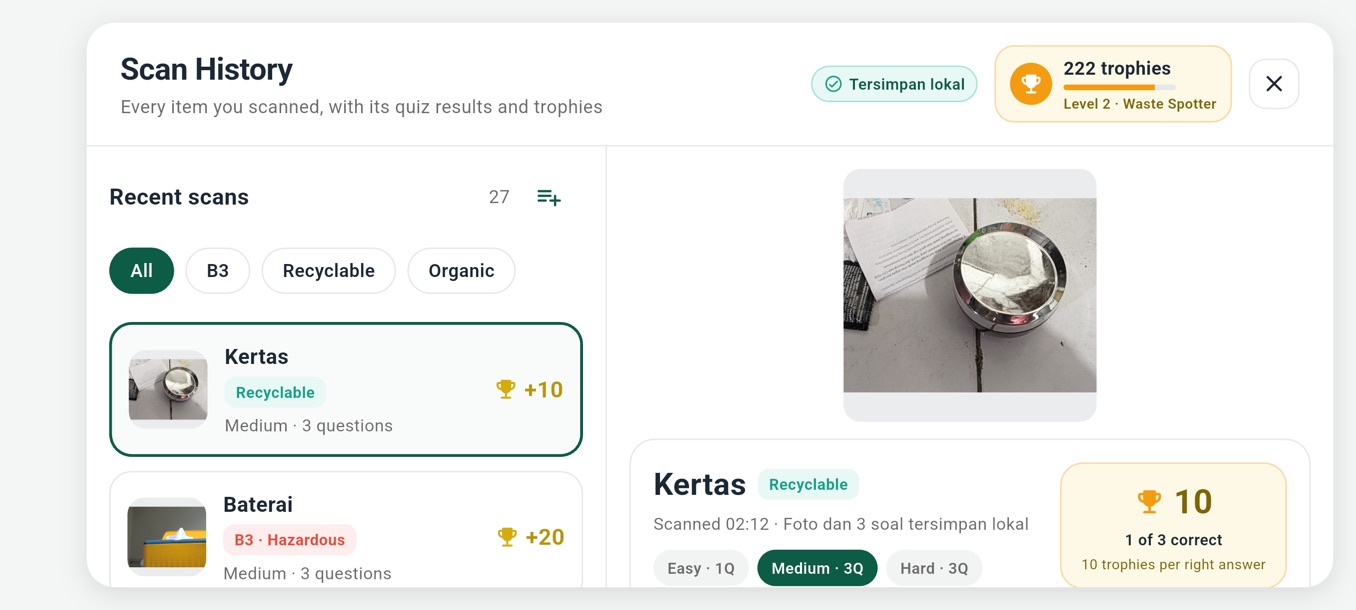 Scan History
Every item you scanned, with its quiz results and trophies
Tersimpan lokal
222 trophies
Level 2 · Waste Spotter
Recent scans
27
All
B3
Recyclable
Organic
Kertas
Recyclable
Medium · 3 questions
+10
Baterai
B3 · Hazardous
Medium · 3 questions
+20
Kertas
Recyclable
Scanned 02:12 · Foto dan 3 soal tersimpan lokal
Easy · 1Q
Medium · 3Q
Hard · 3Q
10
1 of 3 correct
10 trophies per right answer